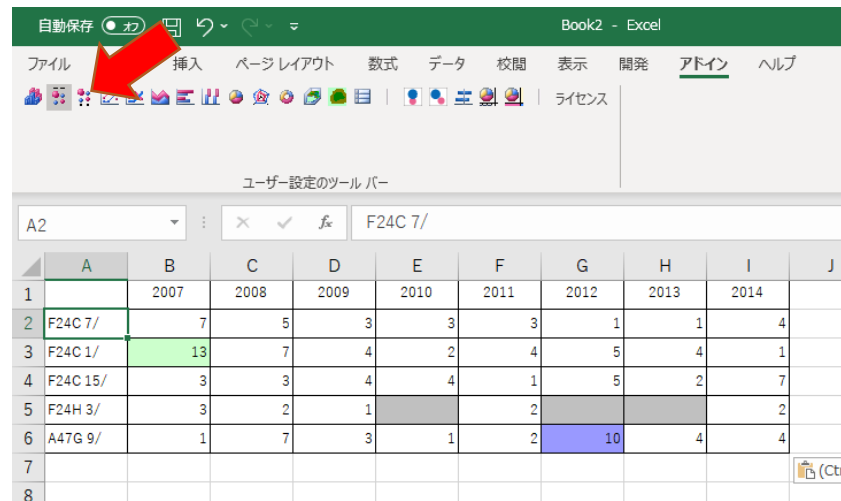 自動保存 オフ Book2 - Excel
ファイル 挿入 ページ レイアウト 数式 データ 校閲 表示 開発 アドイン ヘルプ
ライセンス
ユーザー設定のツール バー
A2 fx F24C 7/
A B C D E F G H I J
1 2007 2008 2009 2010 2011 2012 2013 2014
2 F24C 7/ 7 5 3 3 3 1 1 4
3 F24C 1/ 13 7 4 2 4 5 4 1
4 F24C 15/ 3 3 4 4 1 5 2 7
5 F24H 3/ 3 2 1 2 2
6 A47G 9/ 1 7 3 1 2 10 4 4
7
8